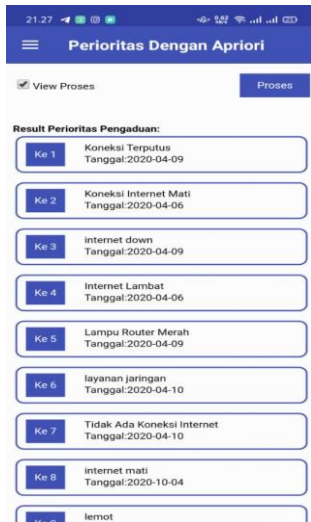 21.27
Perioritas Dengan Apriori
View Proses
Proses
Result Perioritas Pengaduan:
Ke 1
Koneksi Terputus
Tanggal:2020-04-09
Ke 2
Koneksi Internet Mati
Tanggal:2020-04-06
Ke 3
internet down
Tanggal:2020-04-09
Ke 4
Internet Lambat
Tanggal:2020-04-06
Ke 5
Lampu Router Merah
Tanggal:2020-04-09
Ke 6
layanan jaringan
Tanggal:2020-04-10
Ke 7
Tidak Ada Koneksi Internet
Tanggal:2020-04-10
Ke 8
internet mati
Tanggal:2020-10-04
lemot